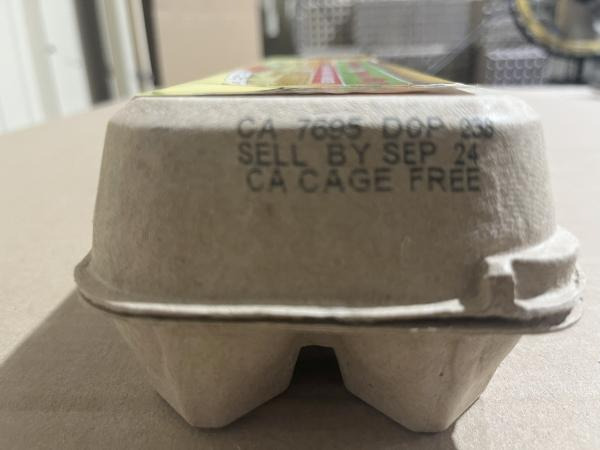 CA 7695 DOP 238
SELL BY SEP 24
CA CAGE FREE